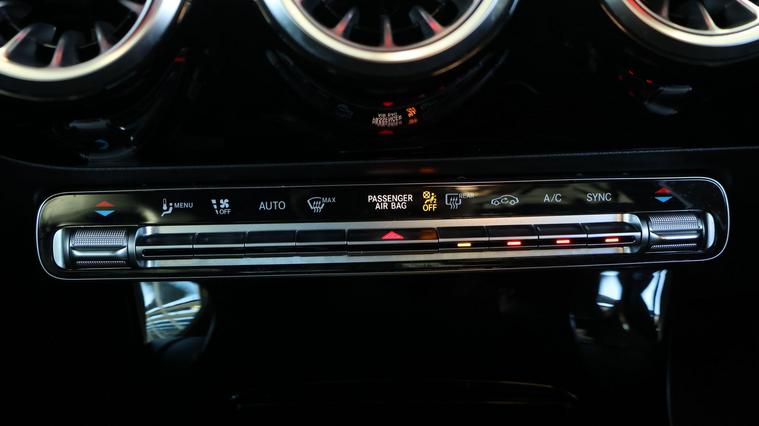 MENU
OFF
AUTO
MAX
PASSENGER
AIR BAG
OFF
REAR
A/C
SYNC